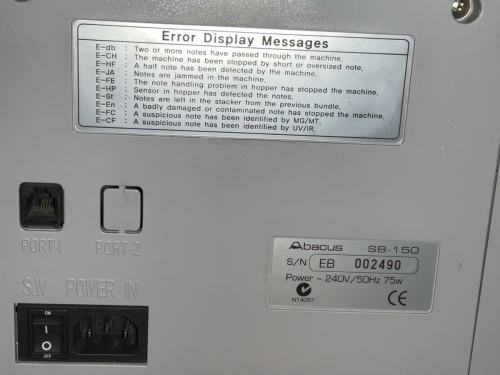 Error Display Messages
E-db : Two or more notes have passed through the machine.
E-CH : The machine has been stopped by short or oversized note.
E-HF : A half note has been detected by the machine.
E-JA : Notes are jammed in the machine.
E-FE : The note handling problem in hopper has stopped the machine.
E-HP : Sensor in hopper has detected the notes.
E-St : Notes are left in the stacker from the previous bundle.
E-En : A badly damaged or contaminated note has stopped the machine.
E-FC : A suspicious note has been identified by MG/MT.
E-CF : A suspicious note has been identified by UV/IR.
PORT-1 PORT-2
S.W POWER IN
ON
I
O
OFF
Abacus SB-150
S/N EB 002490
Power - 240V/50Hz 75w
N14057 CE